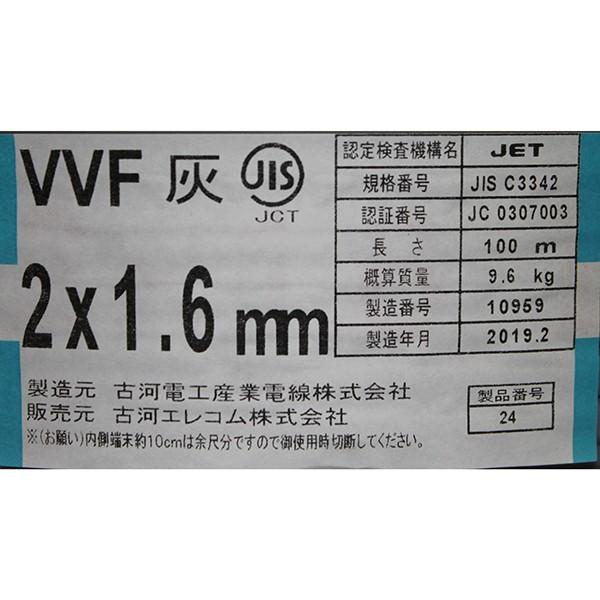 VVF 灰 JIS
JCT
2x1.6mm
認定検査機構名 JET
規格番号 JIS C3342
認証番号 JC 0307003
長さ 100 m
概算質量 9.6 kg
製造番号 10959
製造年月 2019.2
製造元 古河電工産業電線株式会社
販売元 古河エレコム株式会社
※(お願い)内側端末約10cmは余尺分ですので御使用時切断してください。
製品番号
24